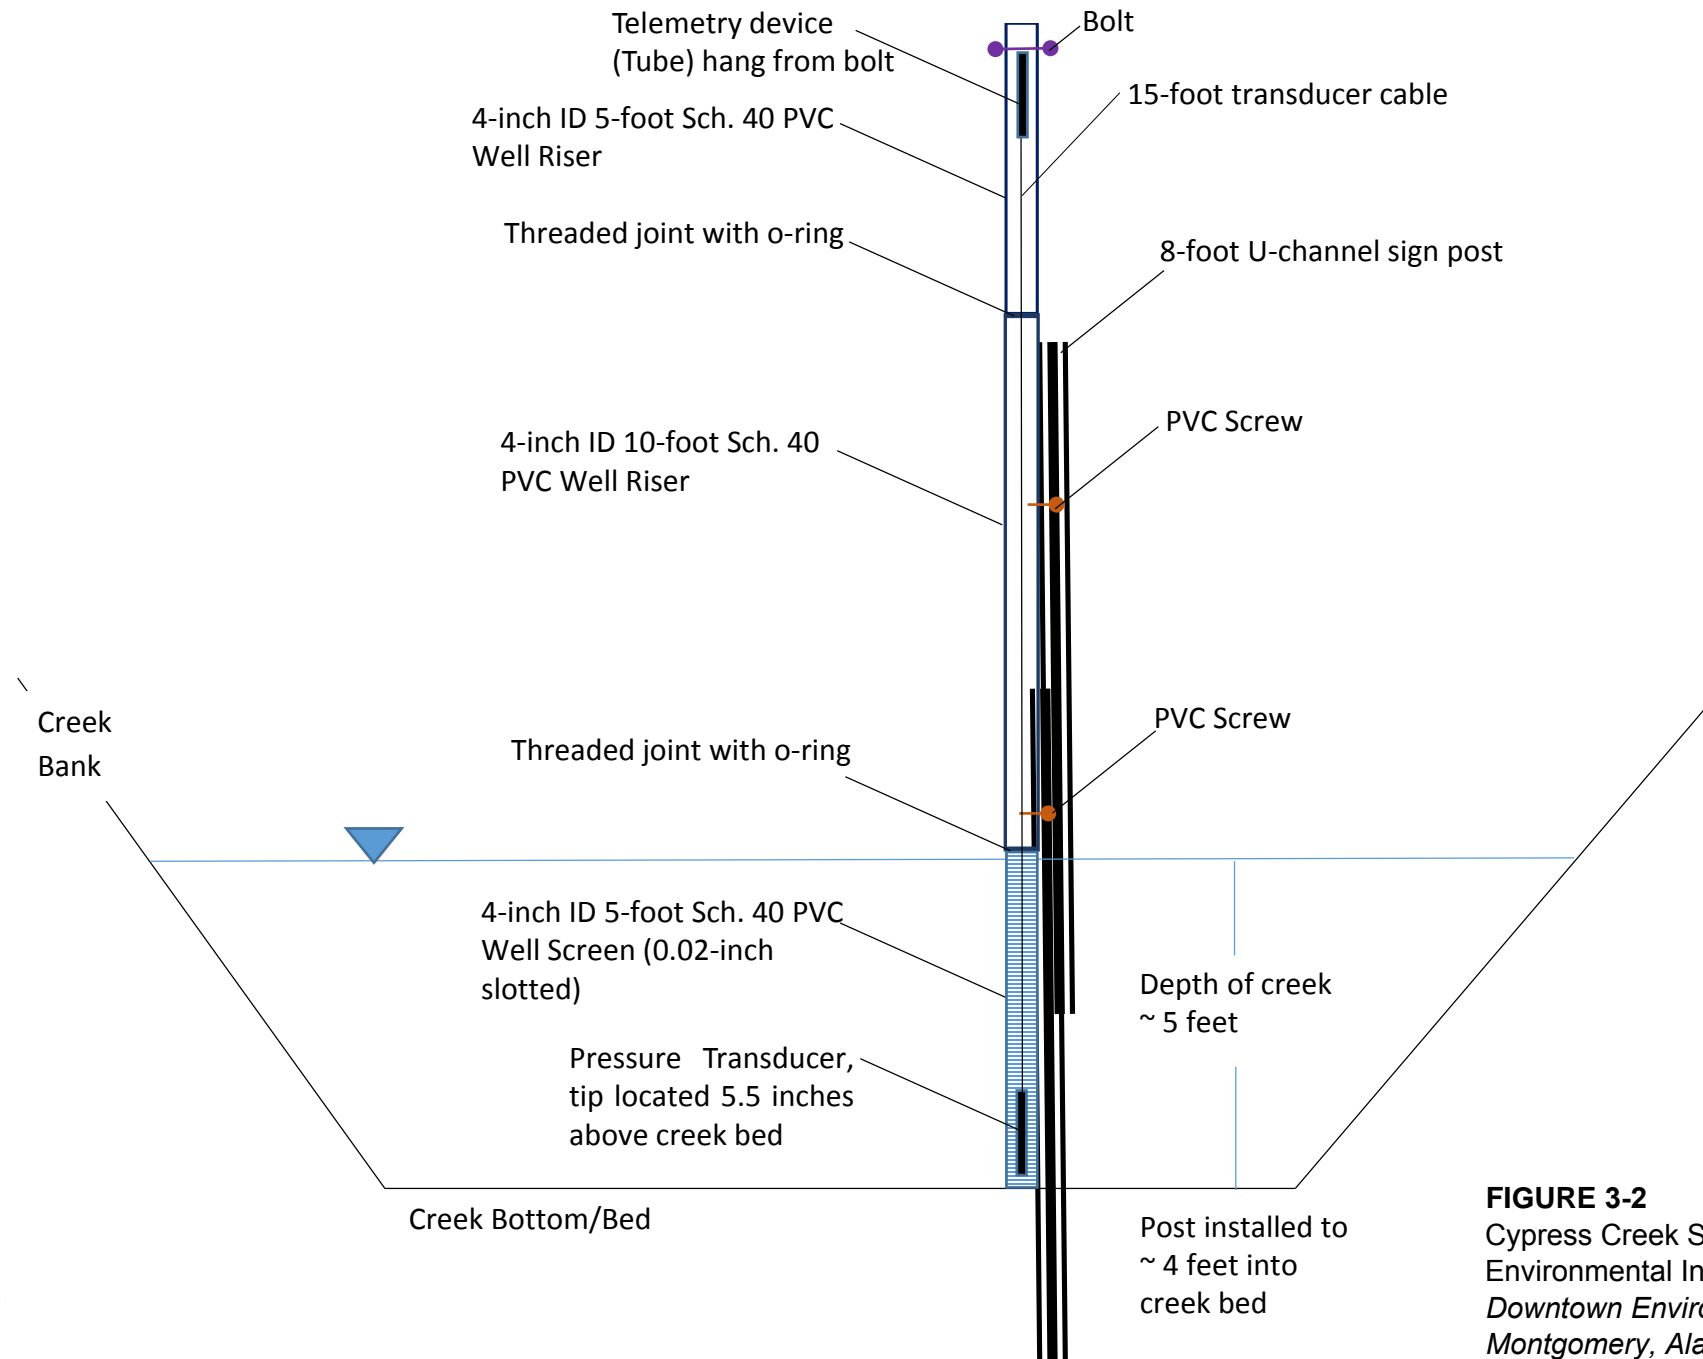 Telemetry device
(Tube) hang from bolt
Bolt
15-foot transducer cable
4-inch ID 5-foot Sch. 40 PVC
Well Riser
Threaded joint with o-ring
8-foot U-channel sign post
PVC Screw
4-inch ID 10-foot Sch. 40
PVC Well Riser
Creek
Bank
PVC Screw
Threaded joint with o-ring
4-inch ID 5-foot Sch. 40 PVC
Well Screen (0.02-inch
slotted)
Depth of creek
~ 5 feet
Pressure Transducer,
tip located 5.5 inches
above creek bed
Creek Bottom/Bed
Post installed to
~ 4 feet into
creek bed
FIGURE 3-2
Cypress Creek S
Environmental In
Downtown Enviro
Montgomery, Ala